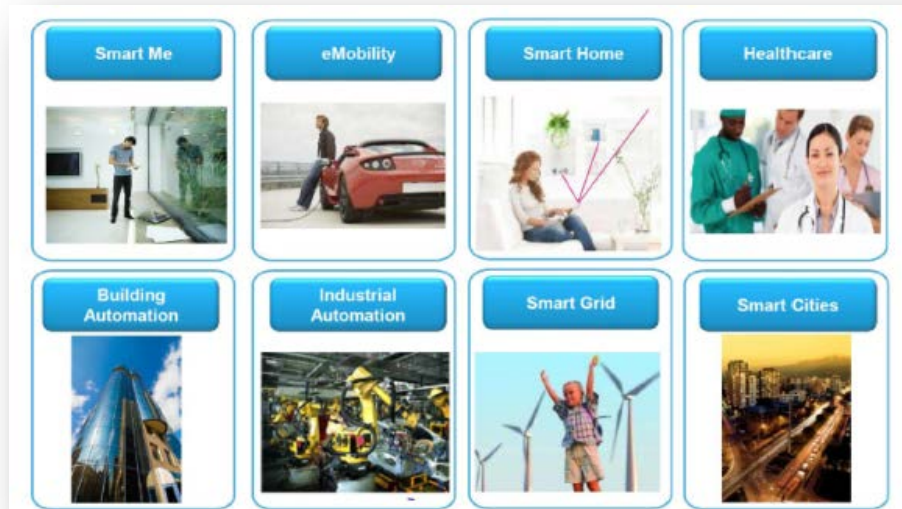 Smart Me
eMobility
Smart Home
Healthcare
Building
Automation
Industrial
Automation
Smart Grid
Smart Cities